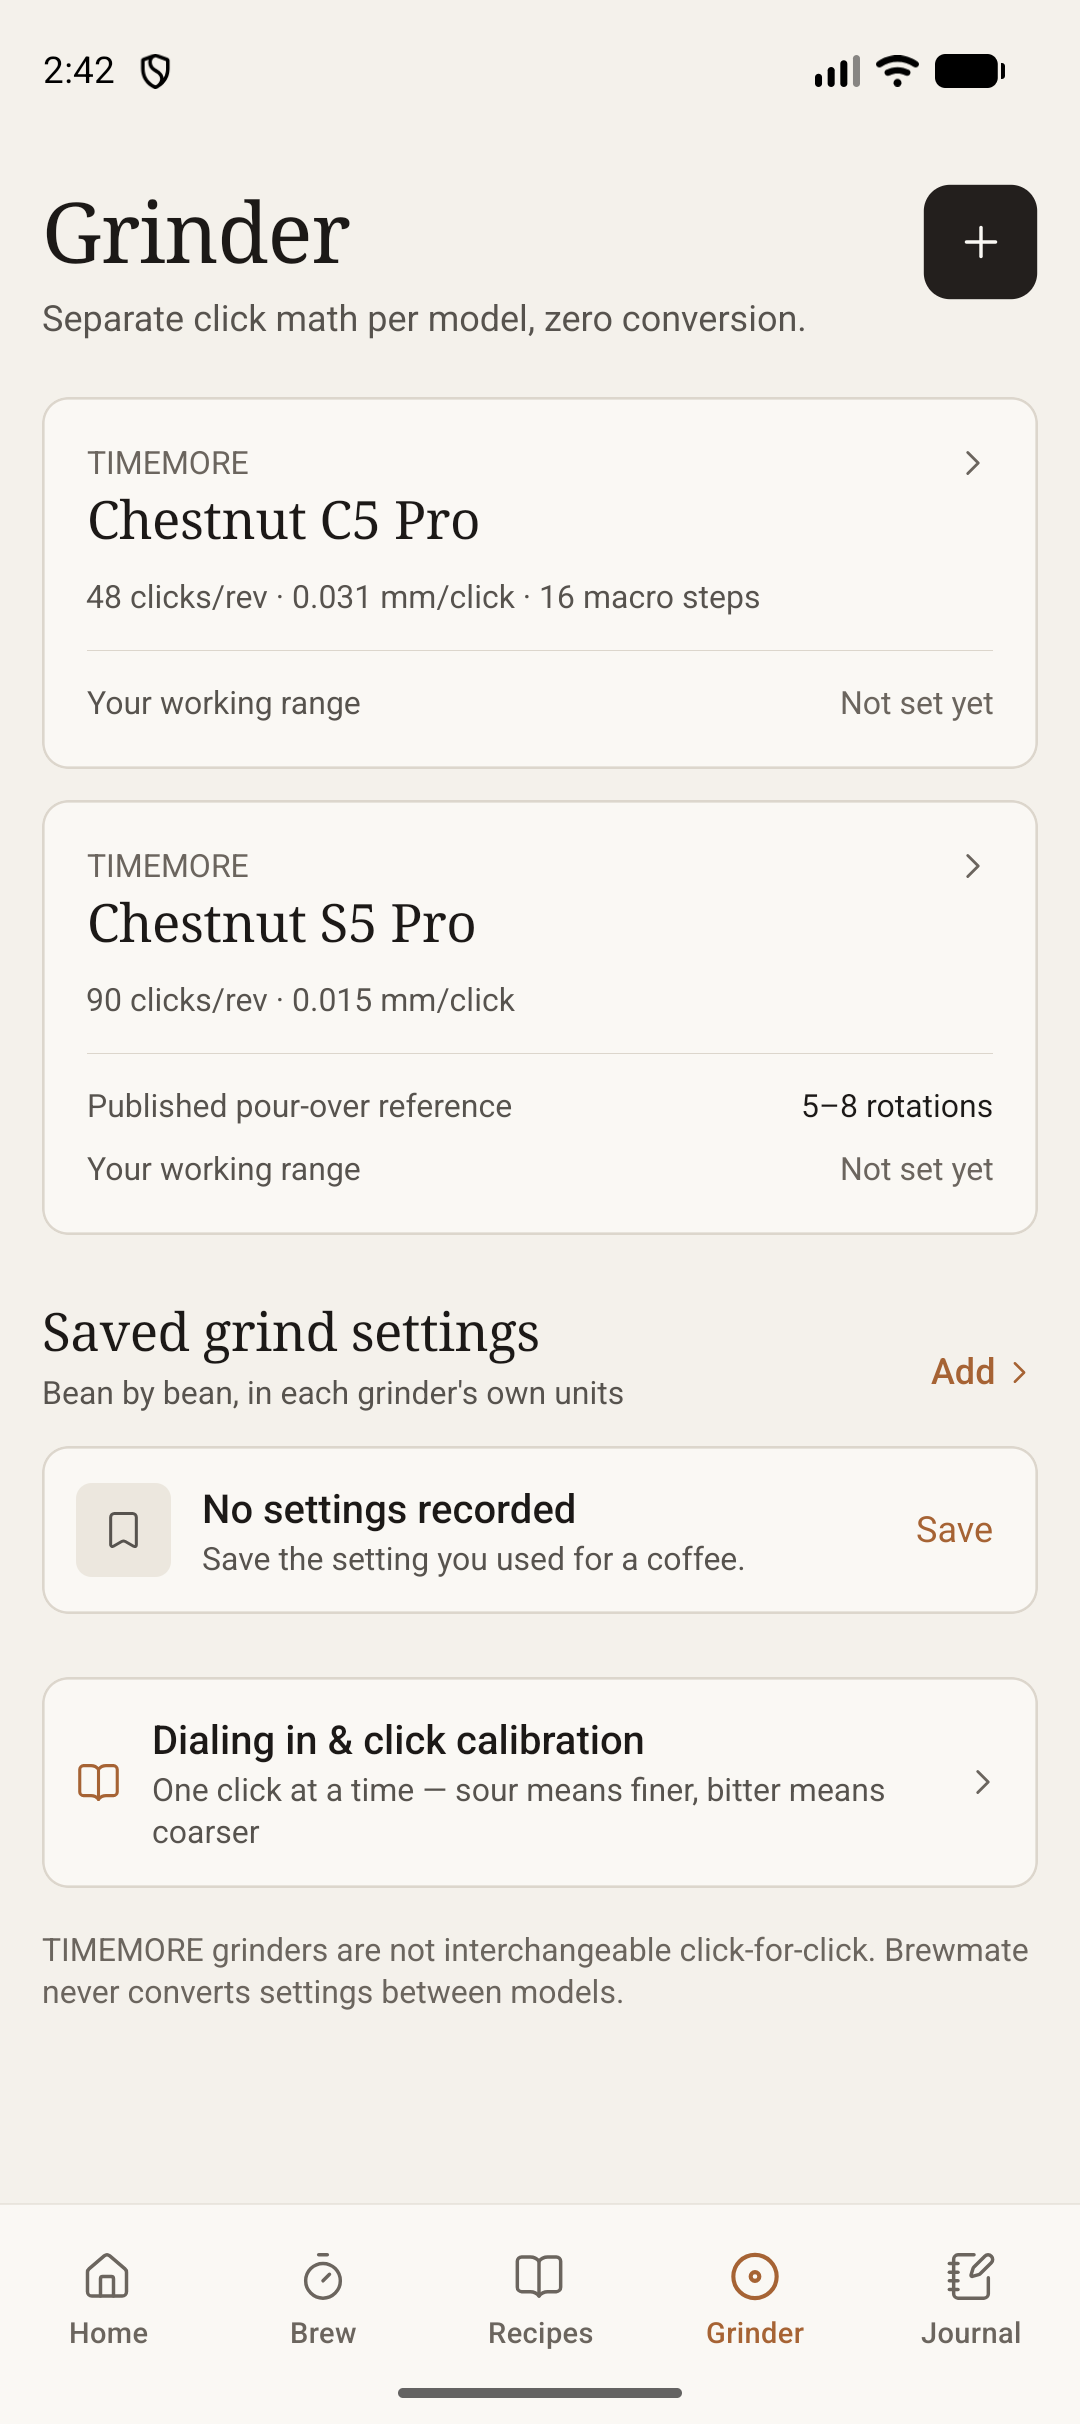 2:42
Grinder
Separate click math per model, zero conversion.
TIMEMORE
Chestnut C5 Pro
48 clicks/rev · 0.031 mm/click · 16 macro steps
Your working range Not set yet
TIMEMORE
Chestnut S5 Pro
90 clicks/rev · 0.015 mm/click
Published pour-over reference 5–8 rotations
Your working range Not set yet
Saved grind settings
Bean by bean, in each grinder's own units
Add
No settings recorded
Save the setting you used for a coffee.
Save
Dialing in & click calibration
One click at a time — sour means finer, bitter means
coarser
TIMEMORE grinders are not interchangeable click-for-click. Brewmate
never converts settings between models.
Home Brew Recipes Grinder Journal